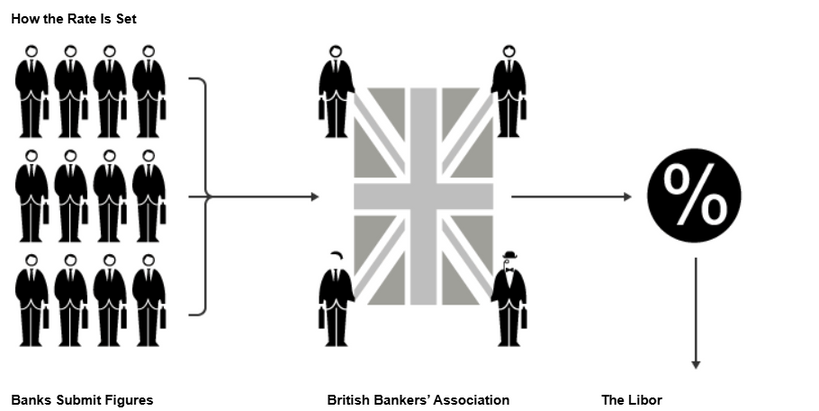 How the Rate Is Set
%
Banks Submit Figures
British Bankers’ Association
The Libor